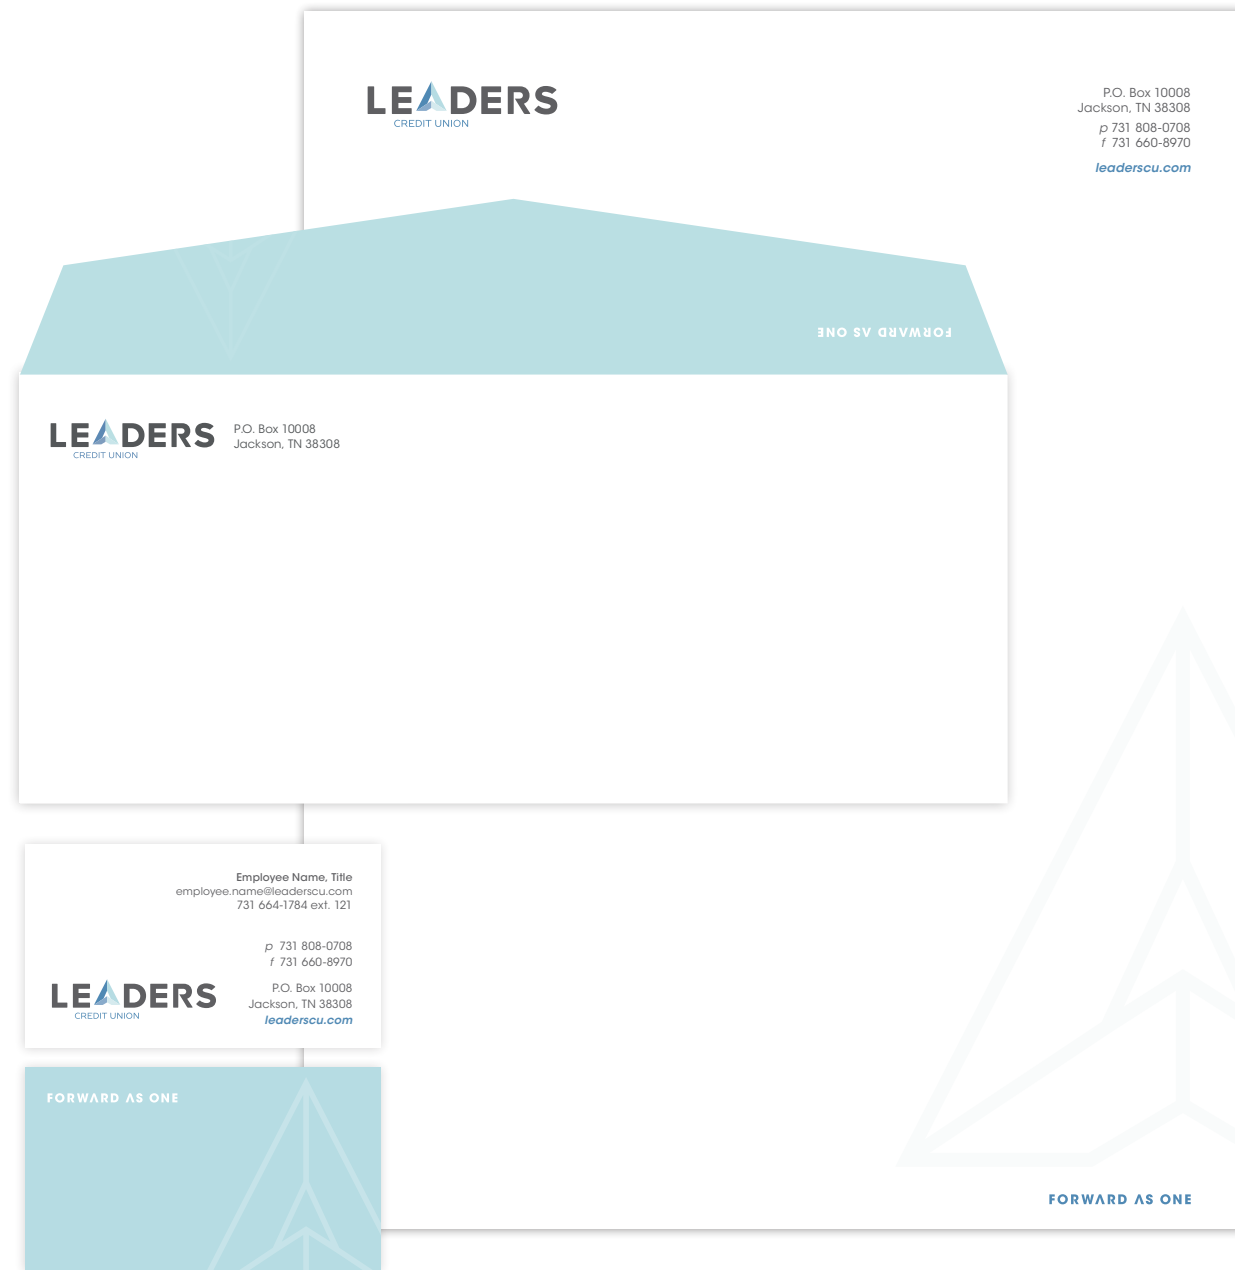 LEADERS
CREDIT UNION
P.O. Box 10008
Jackson, TN 38308
p 731 808-0708
f 731 660-8970
leaderscu.com
FORWARD AS ONE
LEADERS
CREDIT UNION
P.O. Box 10008
Jackson, TN 38308
Employee Name, Title
employee.name@leaderscu.com
731 664-1784 ext. 121
p 731 808-0708
f 731 660-8970
LEADERS
CREDIT UNION
P.O. Box 10008
Jackson, TN 38308
leaderscu.com
FORWARD AS ONE
FORWARD AS ONE